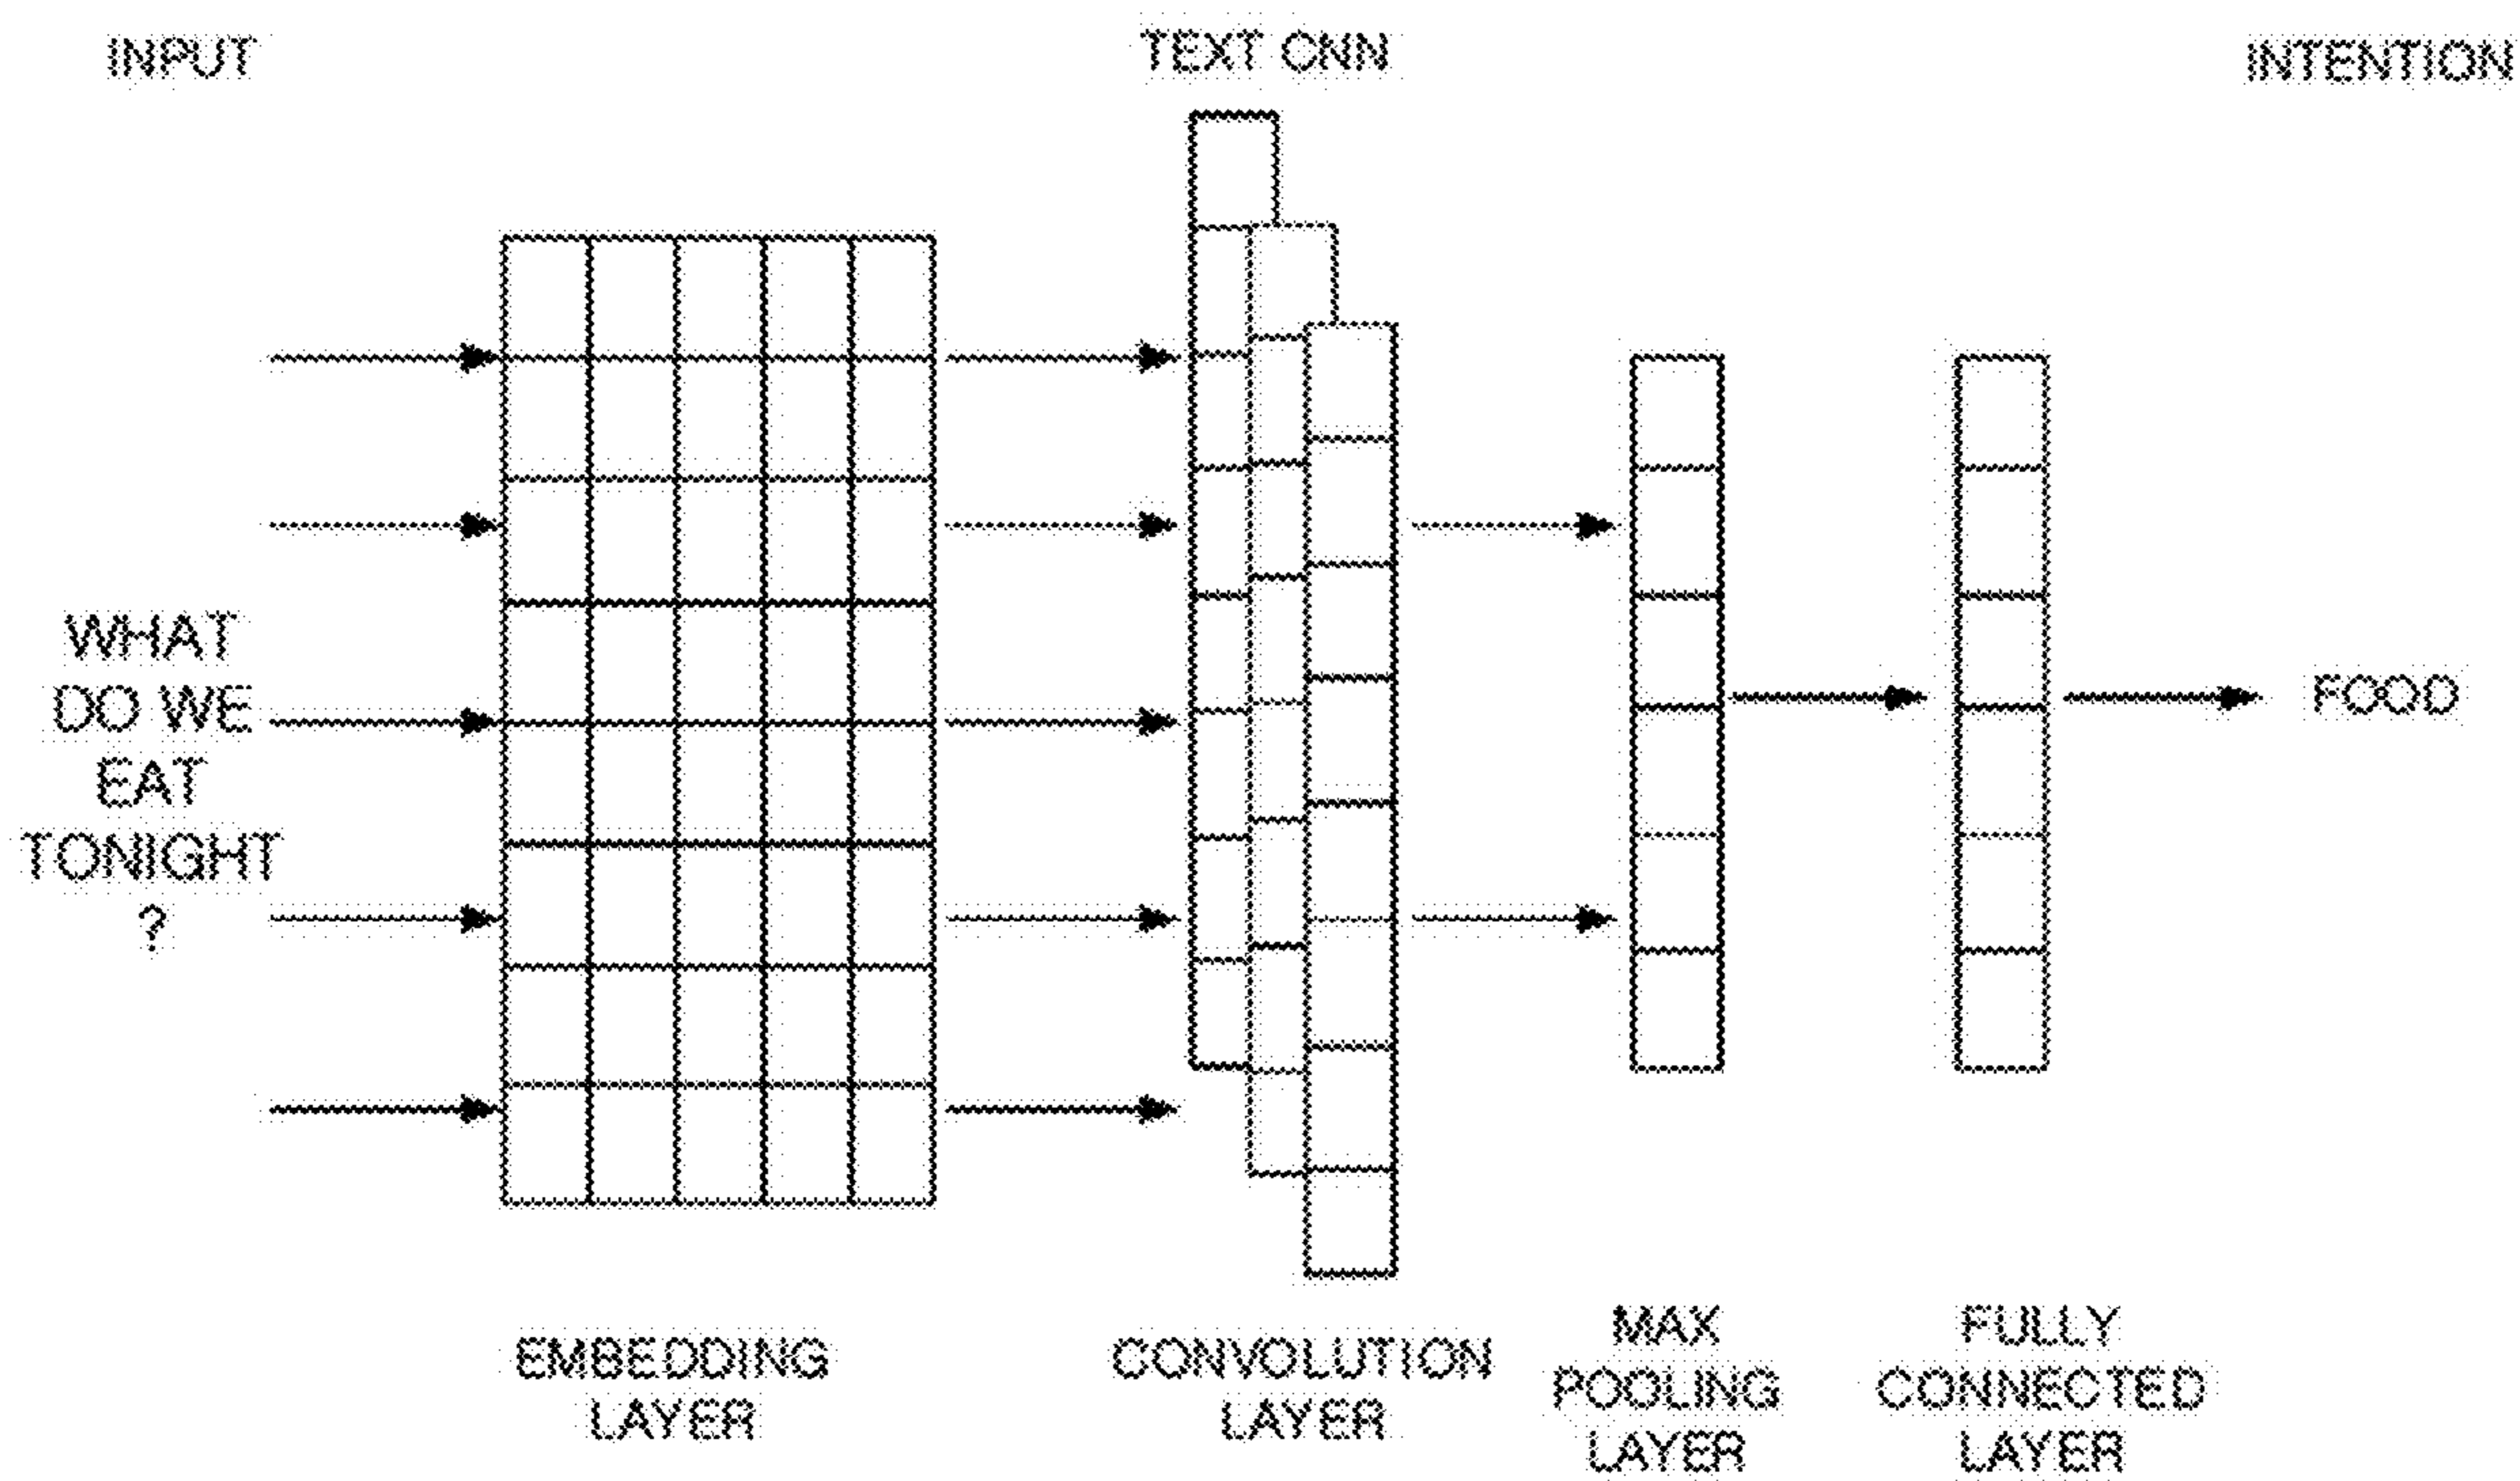 INPUT
TEXT CNN
INTENTION
WHAT
DO WE
EAT
TONIGHT
?
FOOD
EMBEDDING
LAYER
CONVOLUTION
LAYER
MAX
POOLING
LAYER
FULLY
CONNECTED
LAYER